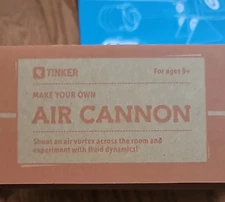 TINKER
For ages 9+
MAKE YOUR OWN
AIR CANNON
Shoot an air vortex across the room and
experiment with fluid dynamics!